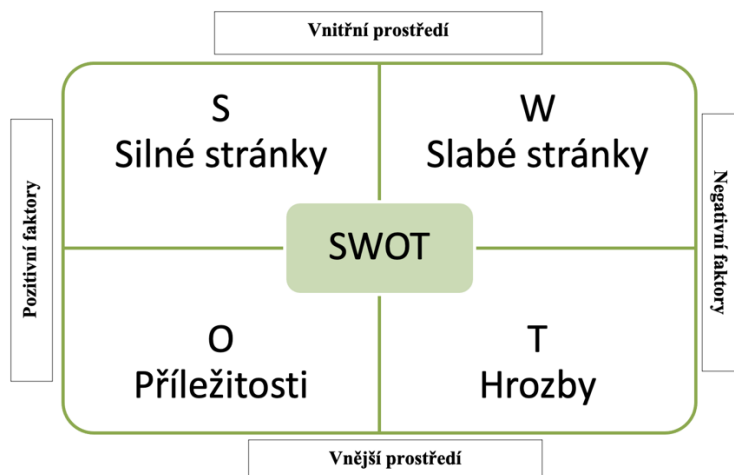 Vnitřní prostředí
S
Silné stránky
W
Slabé stránky
Pozitivní faktory
SWOT
Negativní faktory
O
Příležitosti
T
Hrozby
Vnější prostředí